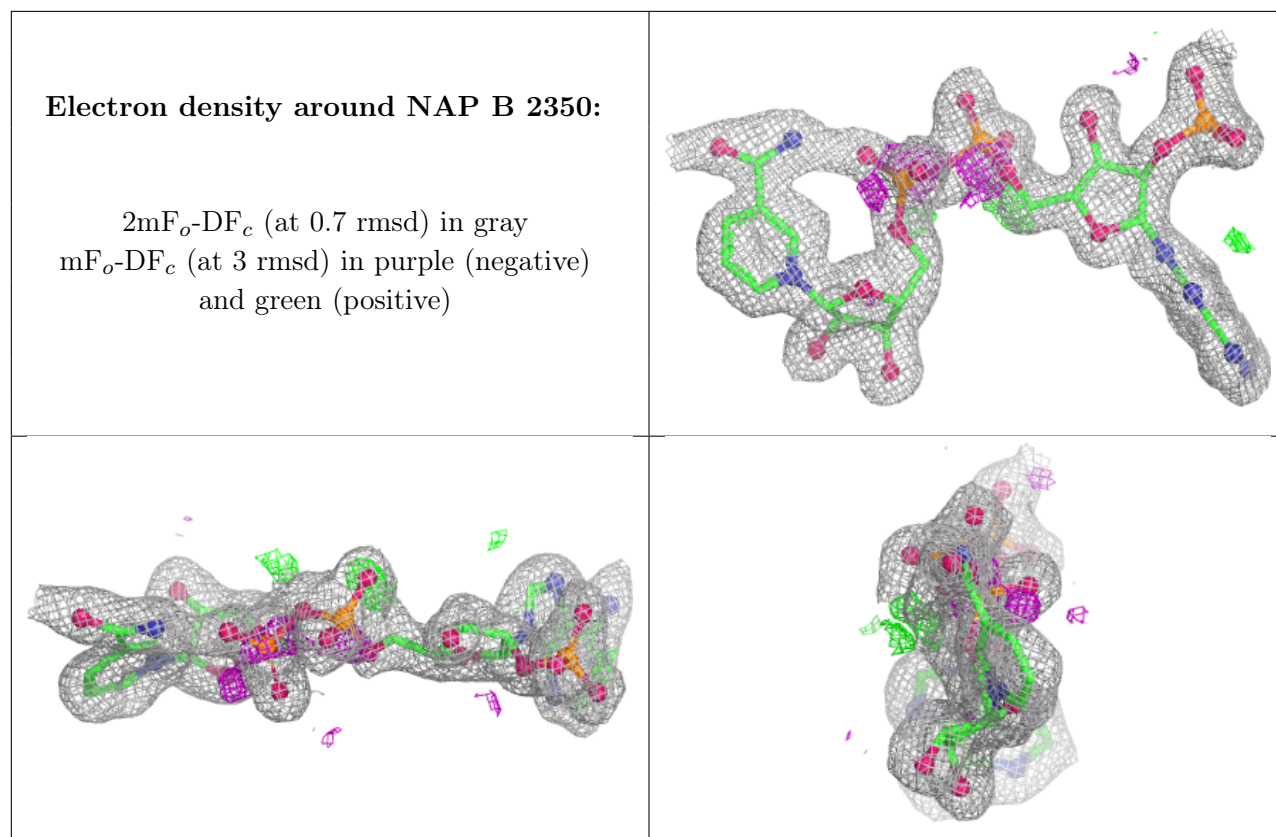 Electron density around NAP B 2350:
2mFₒ-DF𝒸 (at 0.7 rmsd) in gray
mFₒ-DF𝒸 (at 3 rmsd) in purple (negative)
and green (positive)